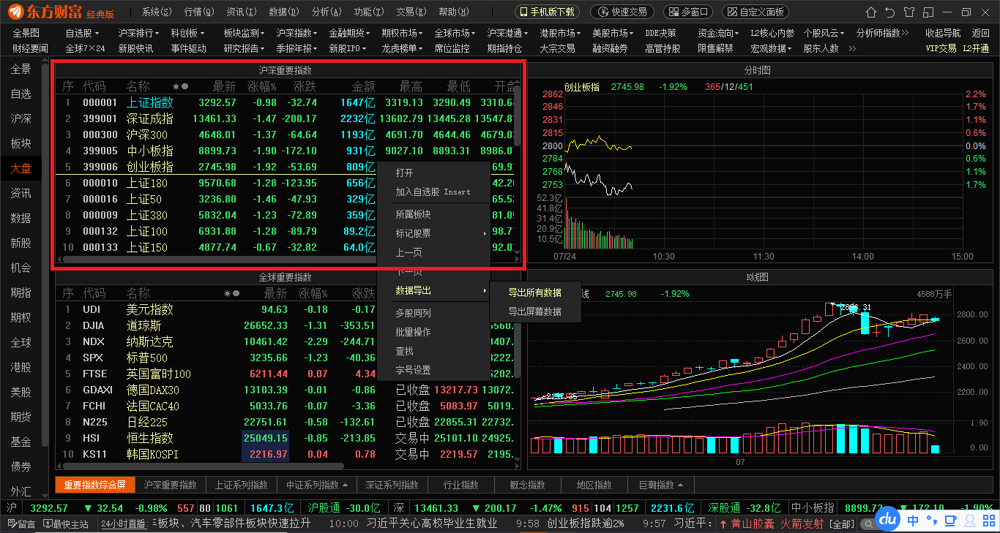 东方财富 经典版 系统(S) 行情(Q) 资讯(I) 数据(D) 分析(A) 功能(T) 交易(E) 帮助(H) 手机版下载 快速交易 多窗口 自定义面板
全景图 自选股 沪深排行 科创板 板块监测 沪深指数 金融期货 期权市场 全球市场 沪深港通 港股市场 美股市场 DDE决策 资金流向 L2核心内参 个股风云 分析师指数>> 收起导航 返回
财经要闻 全球7×24 新股快讯 事件驱动 研究报告 季报年报 新股IPO 龙虎榜单 席位监控 期指持仓 大宗交易 融资融券 高管持股 限售解禁 宏观数据 股东人数 >> VIP交易 L2开通
全景
自选
沪深
板块
大盘
资讯
数据
新股
机会
期指
期权
全球
港股
美股
期货
基金
债券
外汇
沪深重要指数
序 代码 名称 最新 涨幅% 涨跌 金额 最高 最低 开盘
1 000001 上证指数 3292.57 -0.98 -32.74 1647亿 3319.13 3290.49 3310.6
2 399001 深证成指 13461.33 -1.47 -200.17 2232亿 13602.79 13445.28 13547.8
3 000300 沪深300 4648.01 -1.37 -64.64 1193亿 4691.70 4644.46 4679.0
4 399005 中小板指 8899.73 -1.90 -172.10 931亿 9027.10 8893.31 8986.0
5 399006 创业板指 2745.98 -1.92 -53.69 809亿 69.9
6 000010 上证180 9570.68 -1.28 -123.95 656亿 42.2
7 000016 上证50 3236.80 -1.46 -47.93 329亿 65.5
8 000009 上证380 5832.04 -1.23 -72.89 359亿 81.0
9 000132 上证100 6931.88 -1.28 -89.79 89.2亿 98.7
10 000133 上证150 4877.74 -0.67 -32.82 64.0亿 92.0
打开
加入自选股 Insert
所属板块
标记股票
上一页
下一页
数据导出
多股同列
批量操作
查找
字号设置
导出所有数据
导出屏幕数据
全球重要指数
序 代码 名称 最新 涨幅% 涨跌
1 UDI 美元指数 94.63 -0.18 -0.17
2 DJIA 道琼斯 26652.33 -1.31 -353.51 6560.
3 NDX 纳斯达克 10461.42 -2.29 -244.71 0407.
4 SPX 标普500 3235.66 -1.23 -40.36 3222.
5 FTSE 英国富时100 6211.44 0.07 4.34 6202.
6 GDAXI 德国DAX30 13103.39 -0.01 -0.86 已收盘 13217.73 13072.
7 FCHI 法国CAC40 5033.76 -0.07 -3.36 已收盘 5083.97 5019.
8 N225 日经225 22751.61 -0.58 -132.61 已收盘 22855.31 22732.
9 HSI 恒生指数 25049.15 -0.85 -213.85 交易中 25101.10 24925.
10 KS11 韩国KOSPI 2216.97 0.04 0.78 交易中 2219.57 2195.
分时图
创业板指 2745.98 -1.92% 365/12/451
2862 2.2%
2846 1.7%
2831 1.1%
2815 0.6%
2800 0.0%
2784 0.6%
2768 1.1%
2753 1.7%
52.3亿
41.8亿
31.4亿
20.9亿
10.5亿
07/24 10:30 11:30 14:00 15:00
K线图
线 2745.98 -1.92% 4588万手
2896.31
2800.00
2600.00
2400.00
2200.00
1.90
0.00
07
重要指数综合屏 沪深重要指数 上证系列指数 中证系列指数 深证系列指数 行业指数 概念指数 地区指数 巨潮指数
沪 3292.57 ▼ 32.54 -0.98% 557 80 1061 1647.3亿 沪股通 -30.0亿 深 13461.33 ▼ 200.17 -1.47% 915 104 1257 2231.6亿 深股通 -32.8亿 中小板指 8899.73 ▼ 172.10 -1.90%
留言 最快主站 24小时直播: 板块、汽车零部件板块快速拉升 10:00 习近平关心高校毕业生就业 9:58 创业板指跌逾2% 9:57 习近平: ↑ 黄山胶囊 火箭发射 [全部] du 中